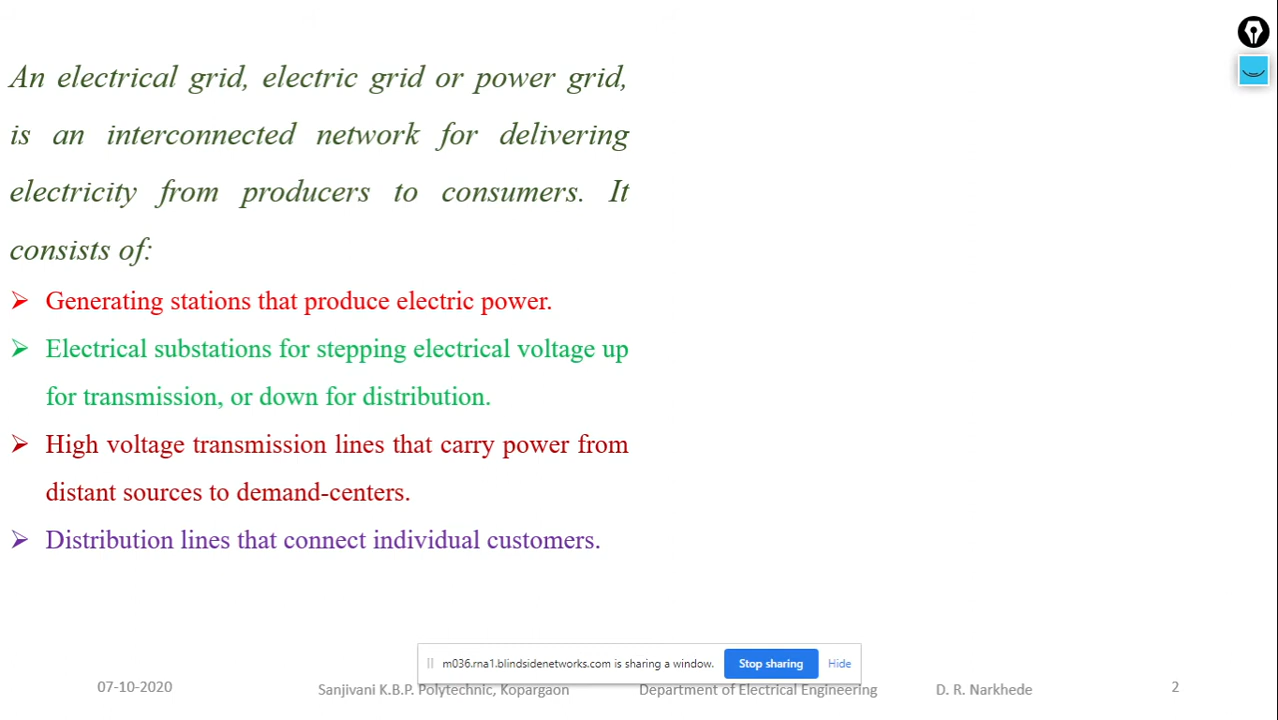 An electrical grid, electric grid or power grid,
is an interconnected network for delivering
electricity from producers to consumers. It
consists of:
➢ Generating stations that produce electric power.
➢ Electrical substations for stepping electrical voltage up
for transmission, or down for distribution.
➢ High voltage transmission lines that carry power from
distant sources to demand-centers.
➢ Distribution lines that connect individual customers.
m036.rna1.blindsidenetworks.com is sharing a window. Stop sharing Hide
07-10-2020 Sanjivani K.B.P. Polytechnic, Kopargaon Department of Electrical Engineering D. R. Narkhede 2